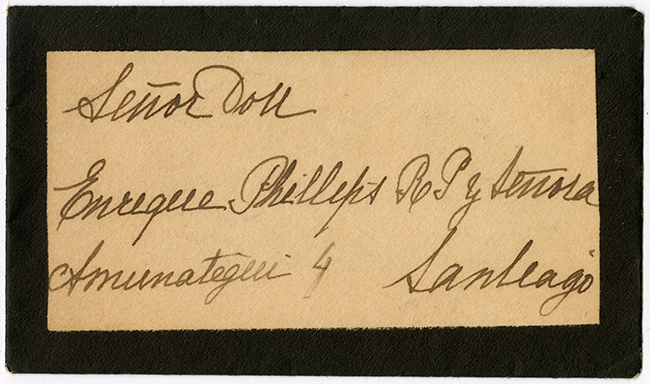 Señor Don
Enrique Phillips R P y Señora
Amunategui 4 Santiago